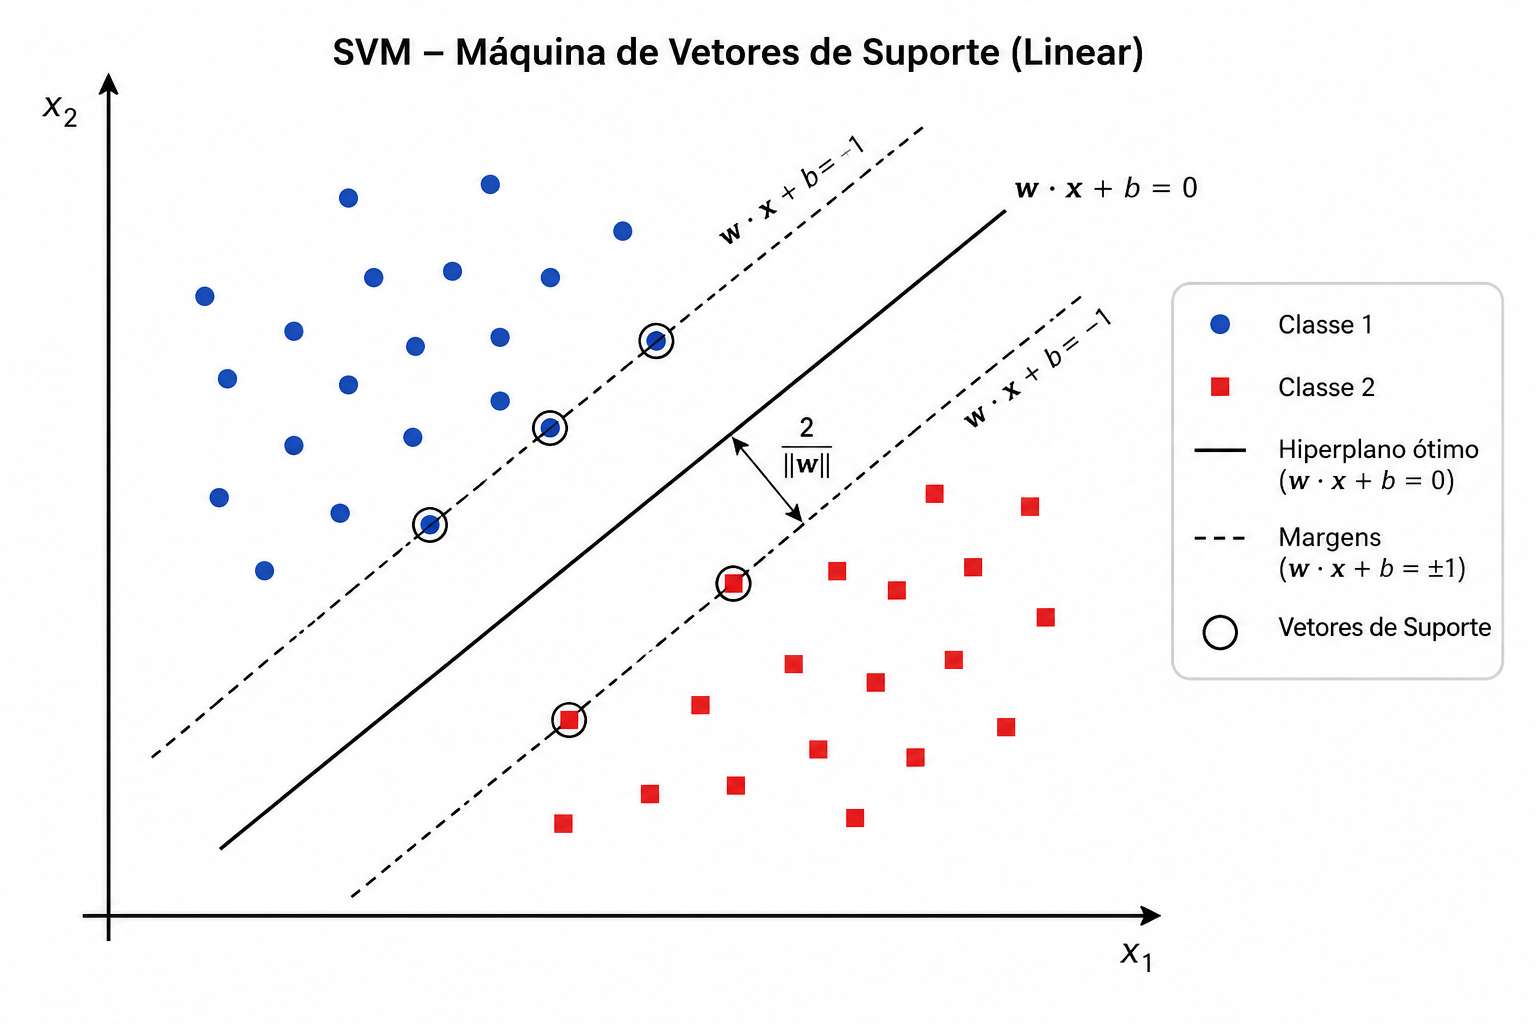 SVM – Máquina de Vetores de Suporte (Linear)
x₂
w · x + b = −1
w · x + b = 0
w · x + b = −1
2
‖w‖
Classe 1
Classe 2
Hiperplano ótimo
(w · x + b = 0)
Margens
(w · x + b = ±1)
Vetores de Suporte
x₁